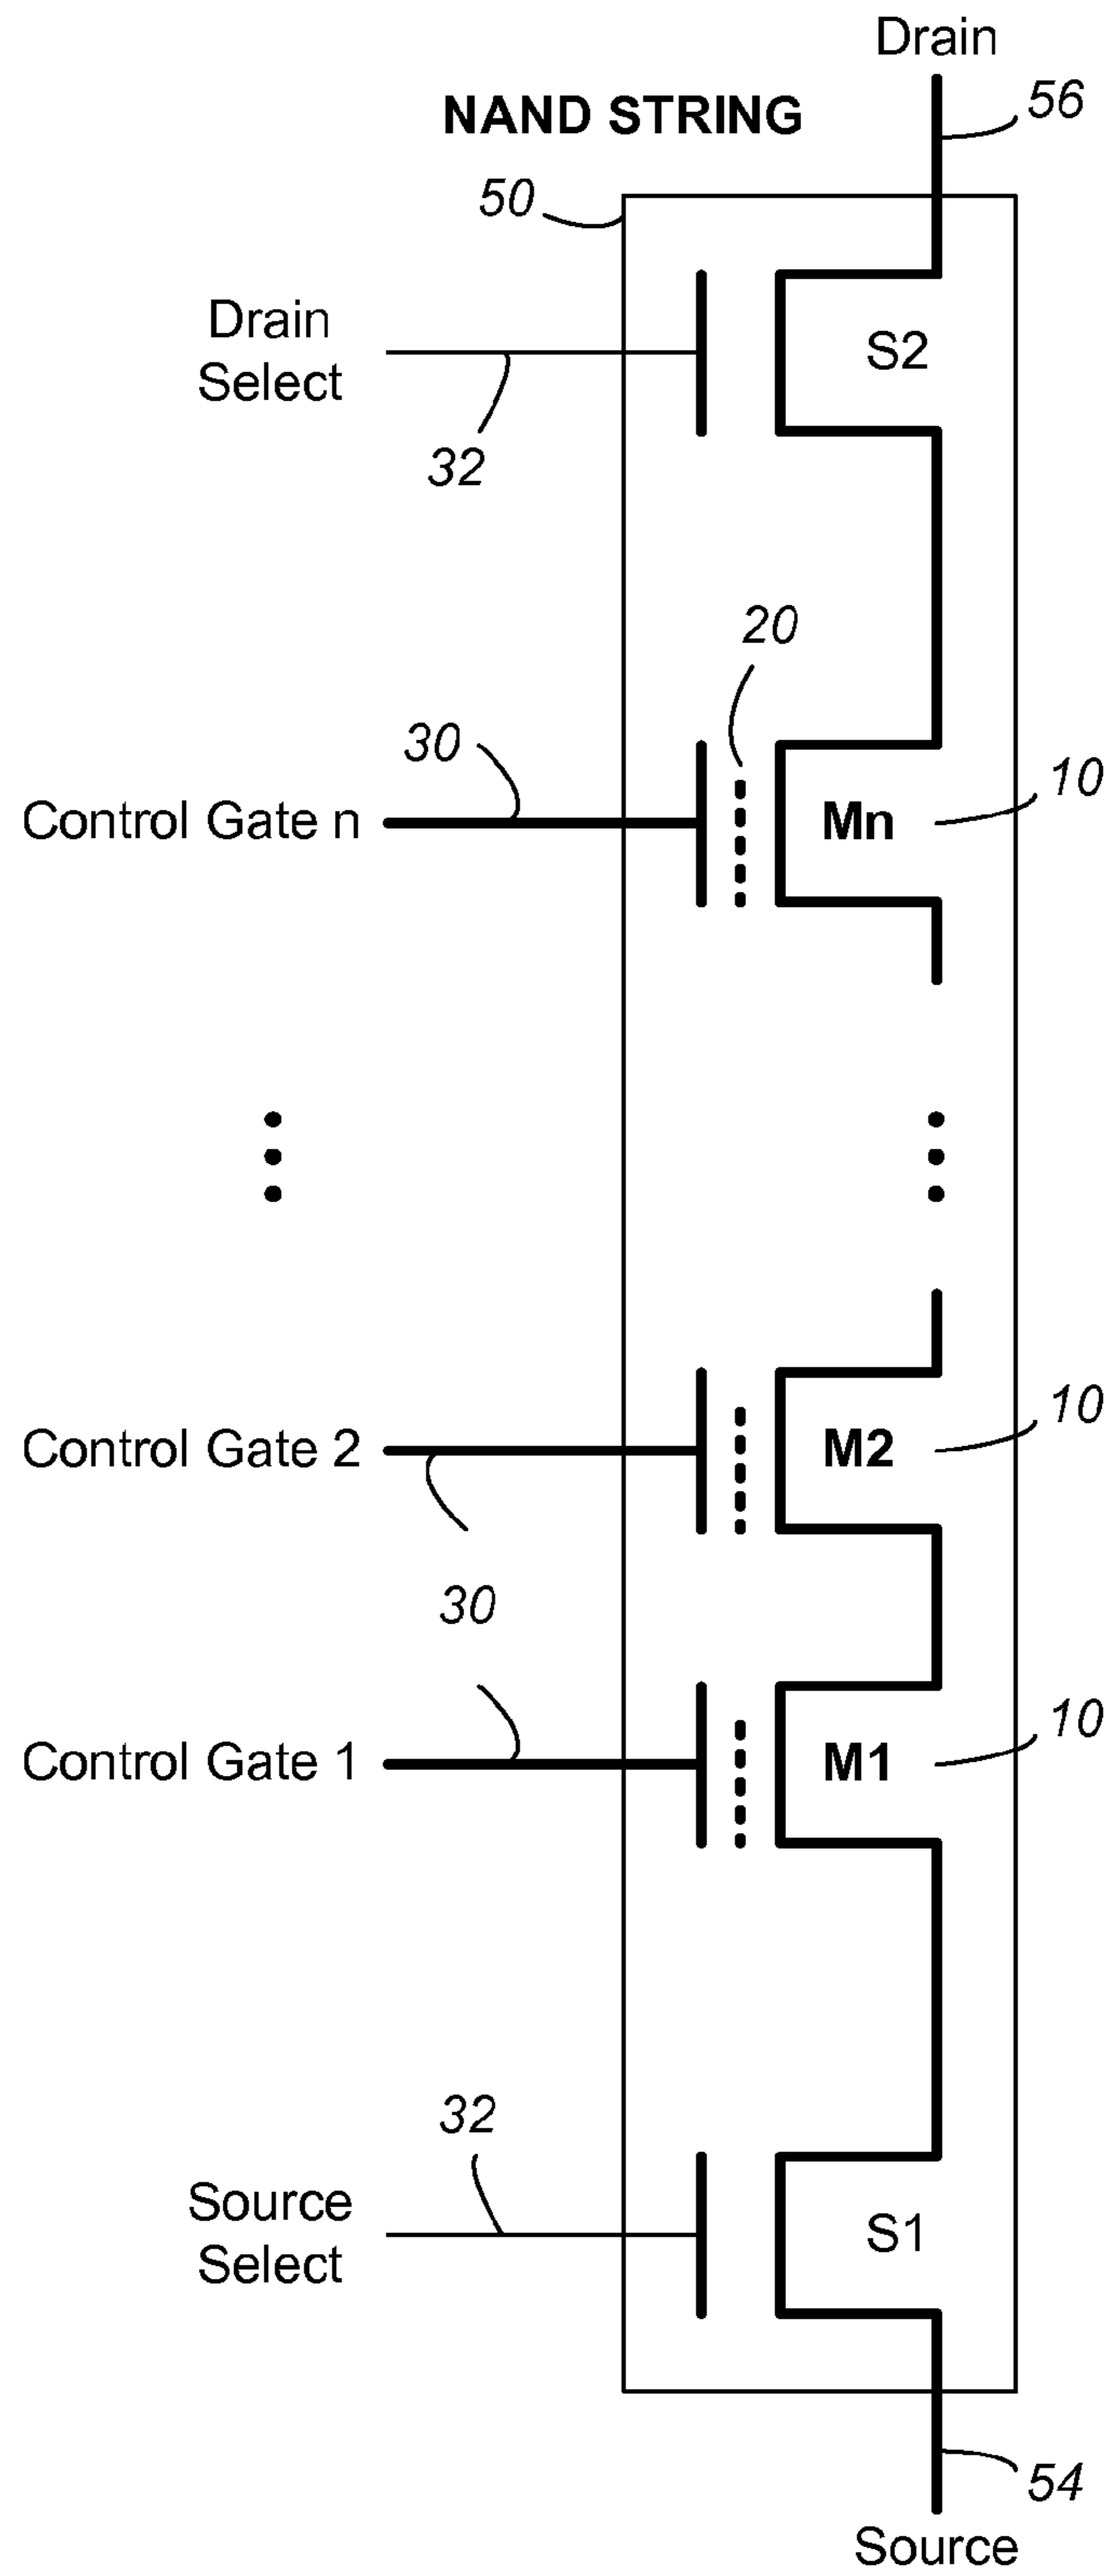 Drain
56
NAND STRING
50
Drain
Select
S2
32
20
30
10
Control Gate n
Mn
10
Control Gate 2
M2
30
10
Control Gate 1
M1
32
Source
Select
S1
54
Source